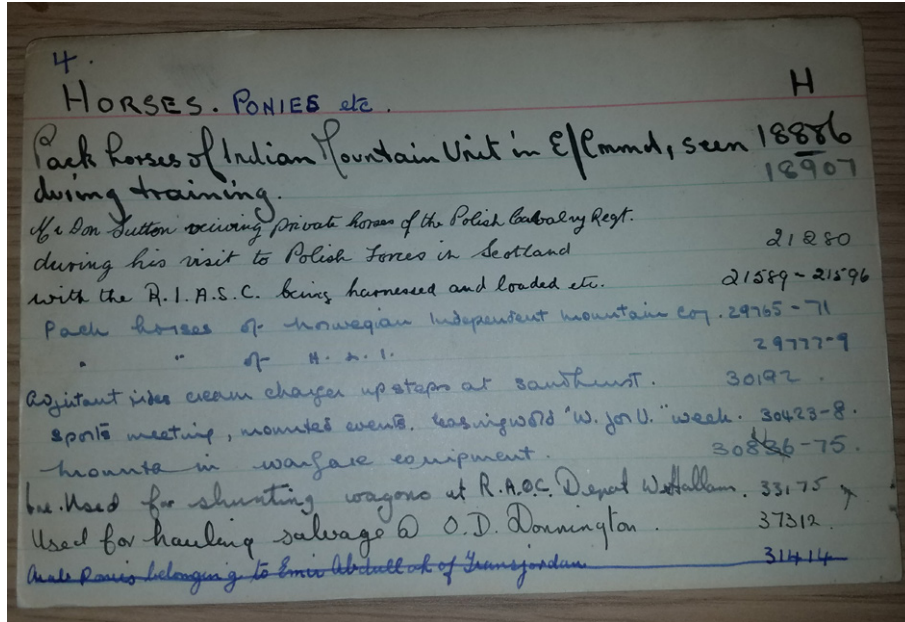 4.
HORSES. PONIES etc. H
Pack horses of Indian Mountain Unit in E/Cmmd, seen 18886
during training. 18907
Mr Don Sutton viewing private horses of the Polish Cavalry Regt.
during his visit to Polish Forces in Scotland 21280
with the R.I.A.S.C. being harnessed and loaded etc. 21589-21596
Pack horses of norwegian Independent mountain coy. 29765-71
" " of H.L.I. 29777-9
Adjutant rides cream charger up steps at sandhurst. 30192.
sports meeting, mounted events. Easingwold "W. for V." week. 30423-8.
mounts in warfare equipment. -75.
Used for shunting wagons at R.A.O.C. Depot W. Hallam. 33175
Used for hauling salvage @ O.D. Donnington. 37312.
Arab Ponies belonging to Emir Abdullah of Transjordan 31414